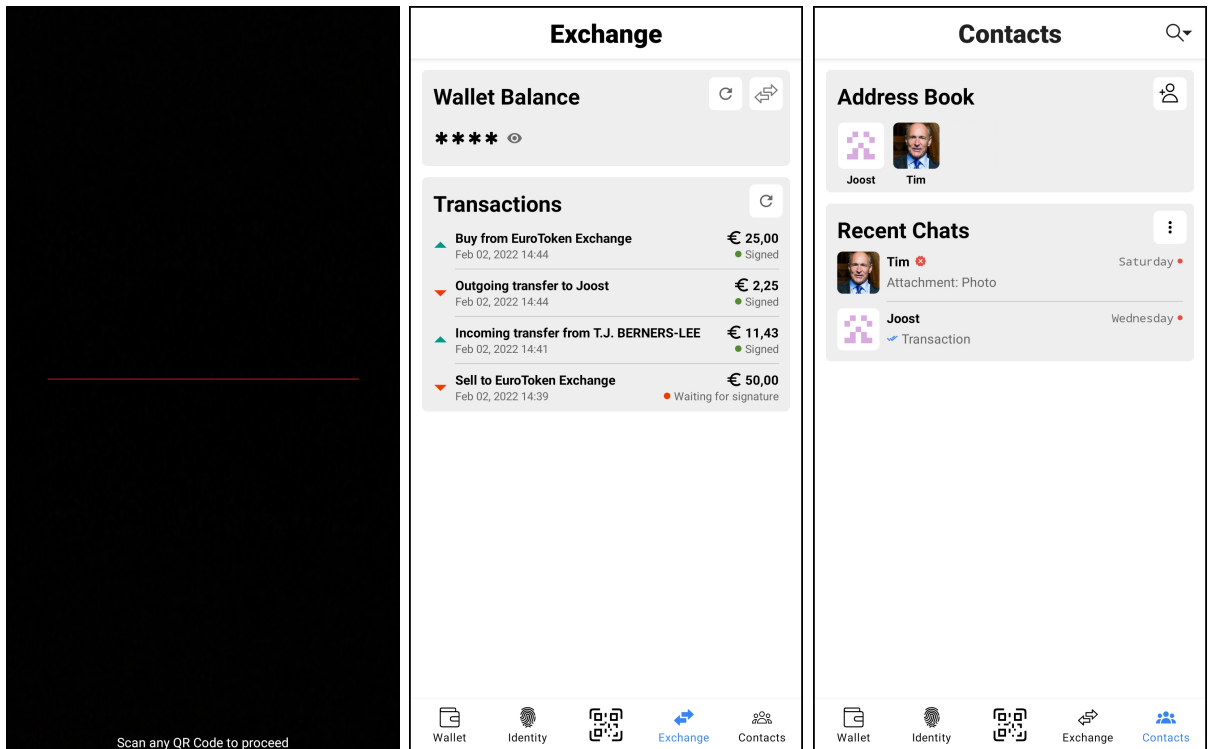 Scan any QR Code to proceed
Exchange
Wallet Balance
****
Transactions
Buy from EuroToken Exchange
€ 25,00
Feb 02, 2022 14:44
Signed
Outgoing transfer to Joost
€ 2,25
Feb 02, 2022 14:44
Signed
Incoming transfer from T.J. BERNERS-LEE
€ 11,43
Feb 02, 2022 14:41
Signed
Sell to EuroToken Exchange
€ 50,00
Feb 02, 2022 14:39
Waiting for signature
Wallet
Identity
Exchange
Contacts
Contacts
Address Book
Joost
Tim
Recent Chats
Tim
Saturday
Attachment: Photo
Joost
Wednesday
Transaction
Wallet
Identity
Exchange
Contacts